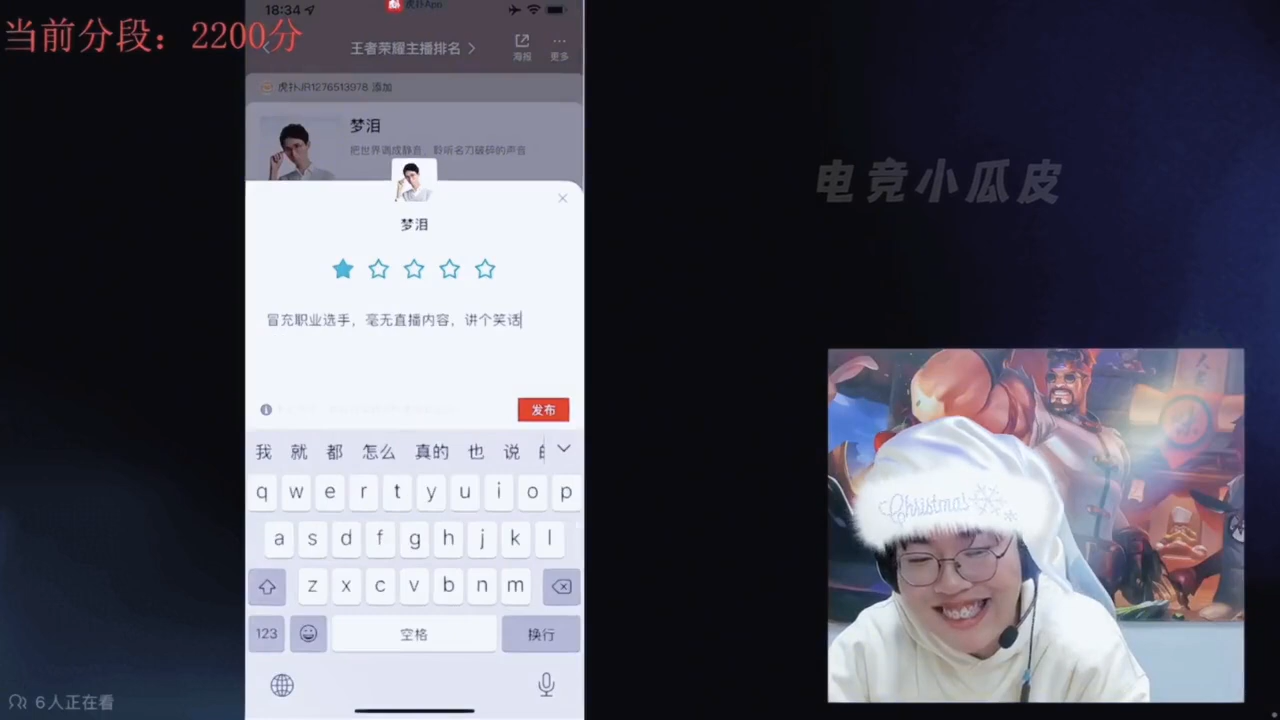 当前分段：2200分
18:34
虎扑App
王者荣耀主播排名
海报
更多
虎扑JR1276513978 添加
梦泪
把世界调成静音，聆听名刀破碎的声音
梦泪
冒充职业选手，毫无直播内容，讲个笑话
发布
我 就 都 怎么 真的 也 说
q w e r t y u i o p
a s d f g h j k l
z x c v b n m
123 空格 换行
电竞小瓜皮
Christmas
6人正在看